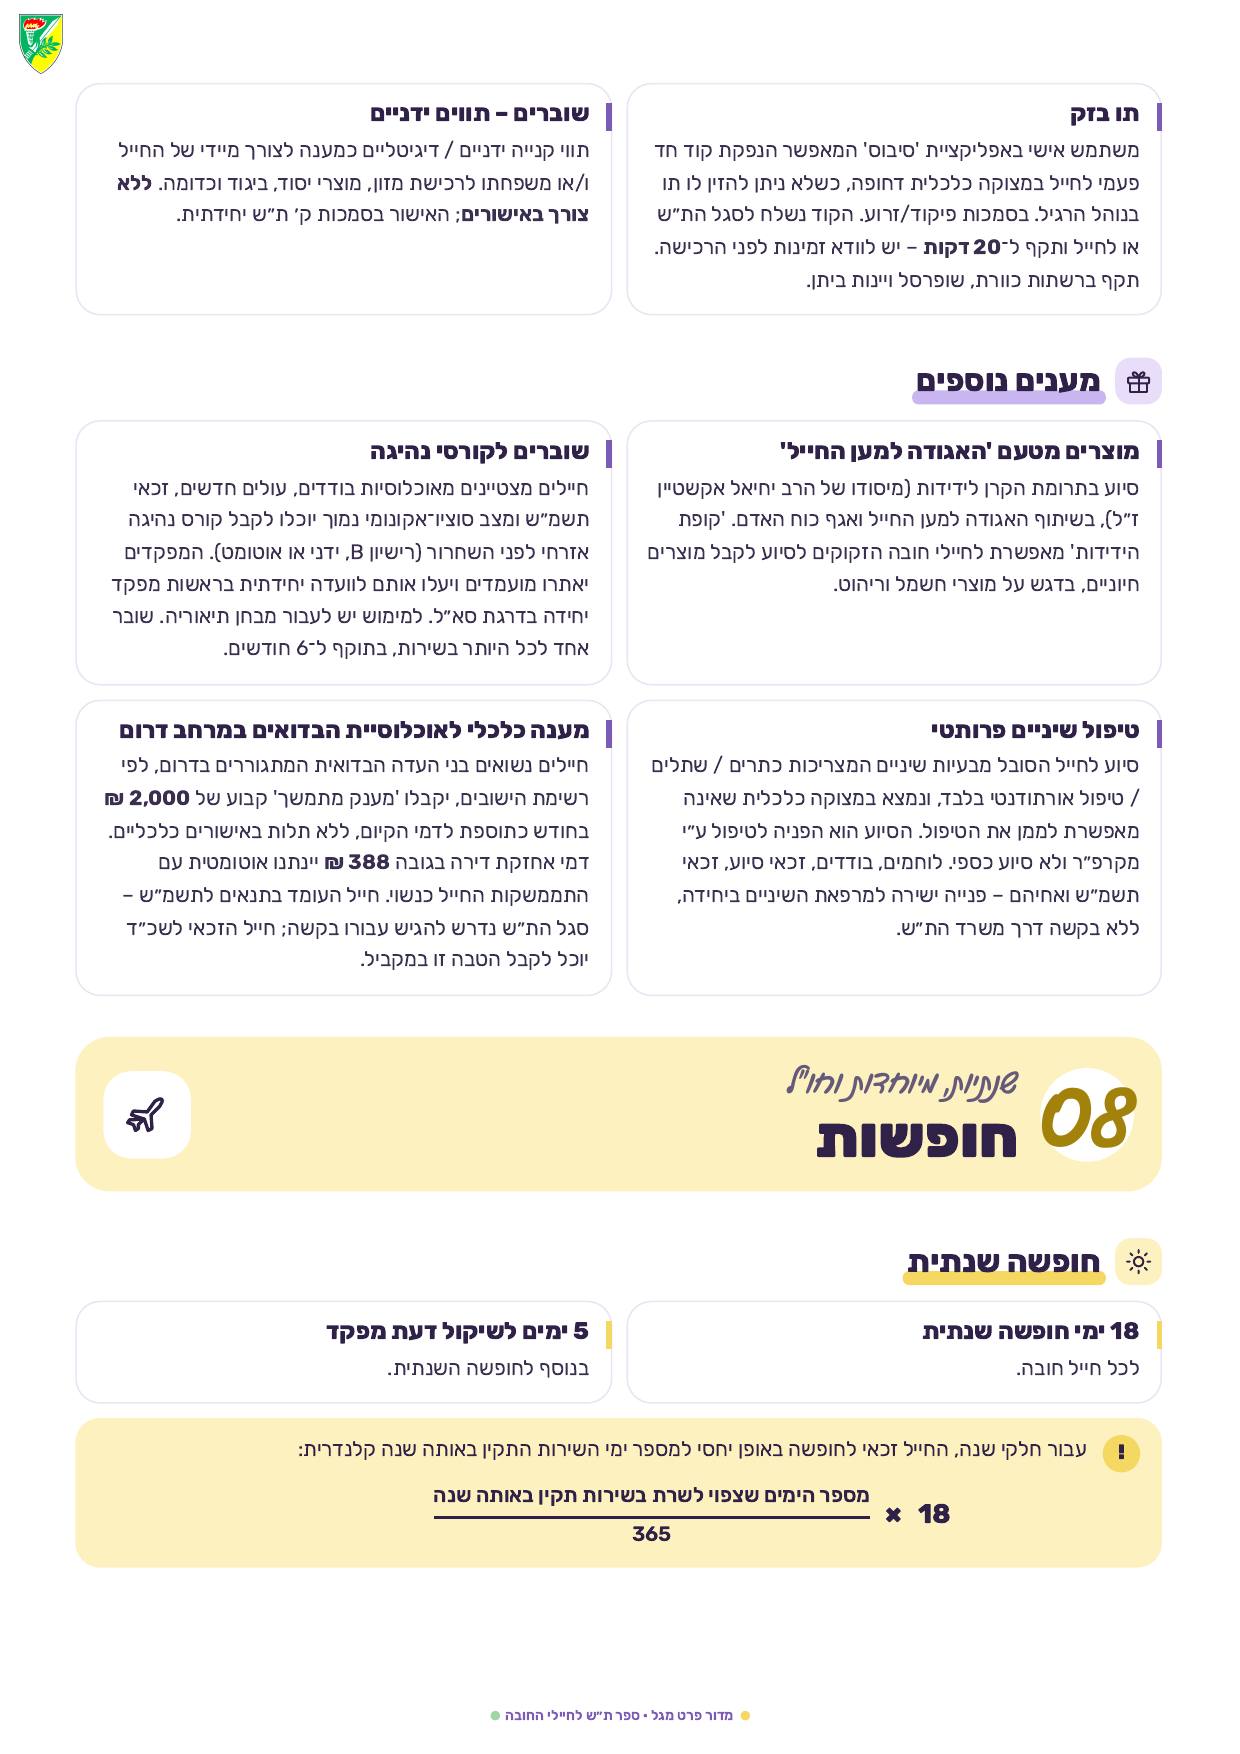 תו בזק
משתמש אישי באפליקציית 'סיבוס' המאפשר הנפקת קוד חד
פעמי לחייל במצוקה כלכלית דחופה, כשלא ניתן להזין לו תו
בנוהל הרגיל. בסמכות פיקוד/זרוע. הקוד נשלח לסגל הת״ש
או לחייל ותקף ל־20 דקות – יש לוודא זמינות לפני הרכישה.
תקף ברשתות כוורת, שופרסל ויינות ביתן.
שוברים – תווים ידניים
תווי קנייה ידניים / דיגיטליים כמענה לצורך מיידי של החייל
ו/או משפחתו לרכישת מזון, מוצרי יסוד, ביגוד וכדומה. ללא
צורך באישורים; האישור בסמכות ק׳ ת״ש יחידתית.
מענים נוספים
מוצרים מטעם 'האגודה למען החייל'
סיוע בתרומת הקרן לידידות (מיסודו של הרב יחיאל אקשטיין
ז״ל), בשיתוף האגודה למען החייל ואגף כוח האדם. 'קופת
הידידות' מאפשרת לחיילי חובה הזקוקים לסיוע לקבל מוצרים
חיוניים, בדגש על מוצרי חשמל וריהוט.
שוברים לקורסי נהיגה
חיילים מצטיינים מאוכלוסיות בודדים, עולים חדשים, זכאי
תשמ״ש ומצב סוציו־אקונומי נמוך יוכלו לקבל קורס נהיגה
אזרחי לפני השחרור (רישיון B, ידני או אוטומט). המפקדים
יאתרו מועמדים ויעלו אותם לוועדה יחידתית בראשות מפקד
יחידה בדרגת סא״ל. למימוש יש לעבור מבחן תיאוריה. שובר
אחד לכל היותר בשירות, בתוקף ל־6 חודשים.
טיפול שיניים פרותטי
סיוע לחייל הסובל מבעיות שיניים המצריכות כתרים / שתלים
/ טיפול אורתודנטי בלבד, ונמצא במצוקה כלכלית שאינה
מאפשרת לממן את הטיפול. הסיוע הוא הפניה לטיפול ע״י
מקרפ״ר ולא סיוע כספי. לוחמים, בודדים, זכאי סיוע, זכאי
תשמ״ש ואחיהם – פנייה ישירה למרפאת השיניים ביחידה,
ללא בקשה דרך משרד הת״ש.
מענה כלכלי לאוכלוסיית הבדואים במרחב דרום
חיילים נשואים בני העדה הבדואית המתגוררים בדרום, לפי
רשימת הישובים, יקבלו 'מענק מתמשך' קבוע של 2,000 ₪
בחודש כתוספת לדמי הקיום, ללא תלות באישורים כלכליים.
דמי אחזקת דירה בגובה 388 ₪ יינתנו אוטומטית עם
התממשקות החייל כנשוי. חייל העומד בתנאים לתשמ״ש –
סגל הת״ש נדרש להגיש עבורו בקשה; חייל הזכאי לשכ״ד
יוכל לקבל הטבה זו במקביל.
08
שנתיות, מיוחדות וחו"ל
חופשות
חופשה שנתית
18 ימי חופשה שנתית
לכל חייל חובה.
5 ימים לשיקול דעת מפקד
בנוסף לחופשה השנתית.
! עבור חלקי שנה, החייל זכאי לחופשה באופן יחסי למספר ימי השירות התקין באותה שנה קלנדרית:
מספר הימים שצפוי לשרת בשירות תקין באותה שנה
18 ×
365
מדור פרט מגל • ספר ת״ש לחיילי החובה